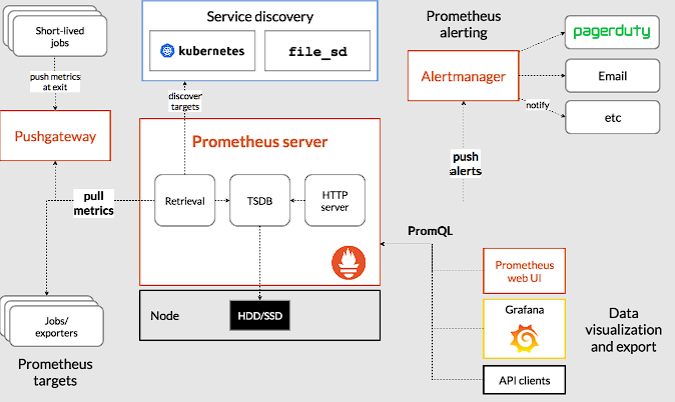 Short-lived
jobs
push metrics
at exit
Pushgateway
pull
metrics
Jobs/
exporters
Prometheus
targets
Service discovery
kubernetes
file_sd
discover
targets
Prometheus server
Retrieval
TSDB
HTTP
server
Node
HDD/SSD
Prometheus
alerting
Alertmanager
pagerduty
Email
etc
notify
push
alerts
PromQL
Prometheus
web UI
Grafana
API clients
Data
visualization
and export